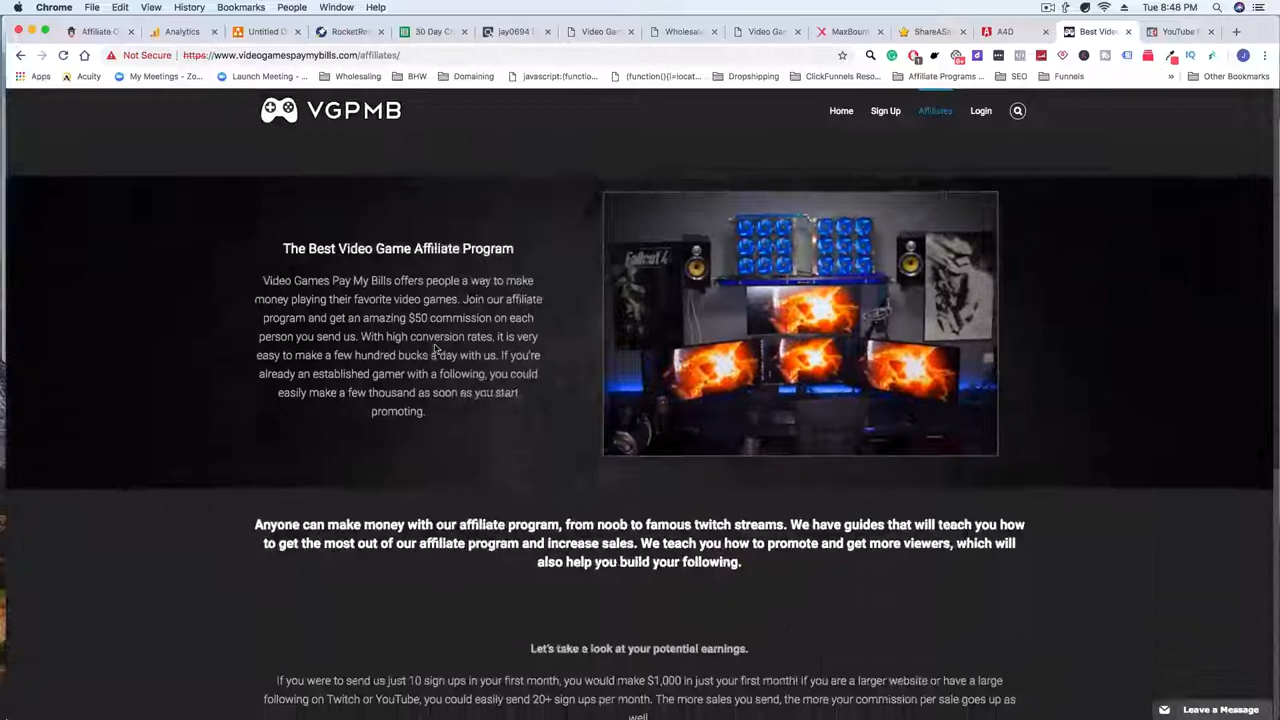 Chrome File Edit View History Bookmarks People Window Help
Tue 8:48 PM
Affiliate O Analytics Untitled D RocketRes 30 Day Ch jay0694 Video Gam Wholesal Video Gam MaxBoun ShareASa A4D Best Video YouTube
Not Secure https://www.videogamespaymybills.com/affiliates/
Apps Acuity My Meetings - Zo... Launch Meeting - ... Wholesaling BHW Domaining javascript:(functio... (function(){l=locat... Dropshipping ClickFunnels Reso... Affiliate Programs ... SEO Funnels » Other Bookmarks
VGPMB
Home Sign Up Affiliates Login
The Best Video Game Affiliate Program
Video Games Pay My Bills offers people a way to make
money playing their favorite video games. Join our affiliate
program and get an amazing $50 commission on each
person you send us. With high conversion rates, it is very
easy to make a few hundred bucks a day with us. If you're
already an established gamer with a following, you could
easily make a few thousand as soon as you start
promoting.
Fallout 4
Anyone can make money with our affiliate program, from noob to famous twitch streams. We have guides that will teach you how
to get the most out of our affiliate program and increase sales. We teach you how to promote and get more viewers, which will
also help you build your following.
Let's take a look at your potential earnings.
If you were to send us just 10 sign ups in your first month, you would make $1,000 in just your first month! If you are a larger website or have a large
following on Twitch or YouTube, you could easily send 20+ sign ups per month. The more sales you send, the more your commission per sale goes up as
well.
Leave a Message